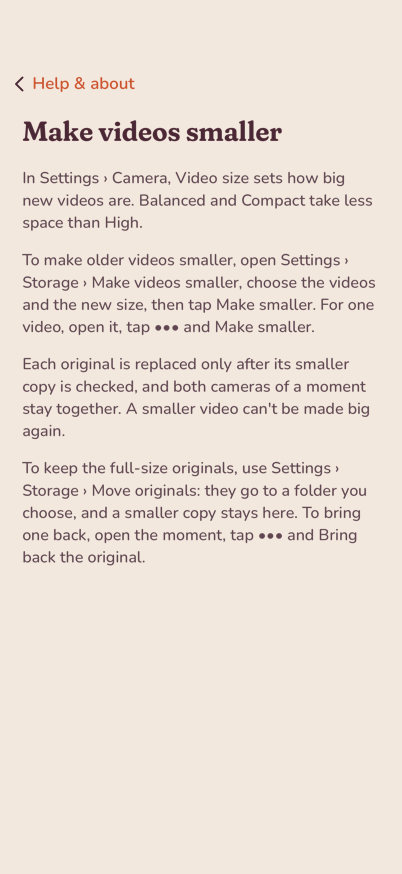 Help & about
Make videos smaller
In Settings › Camera, Video size sets how big
new videos are. Balanced and Compact take less
space than High.
To make older videos smaller, open Settings ›
Storage › Make videos smaller, choose the videos
and the new size, then tap Make smaller. For one
video, open it, tap ••• and Make smaller.
Each original is replaced only after its smaller
copy is checked, and both cameras of a moment
stay together. A smaller video can't be made big
again.
To keep the full-size originals, use Settings ›
Storage › Move originals: they go to a folder you
choose, and a smaller copy stays here. To bring
one back, open the moment, tap ••• and Bring
back the original.